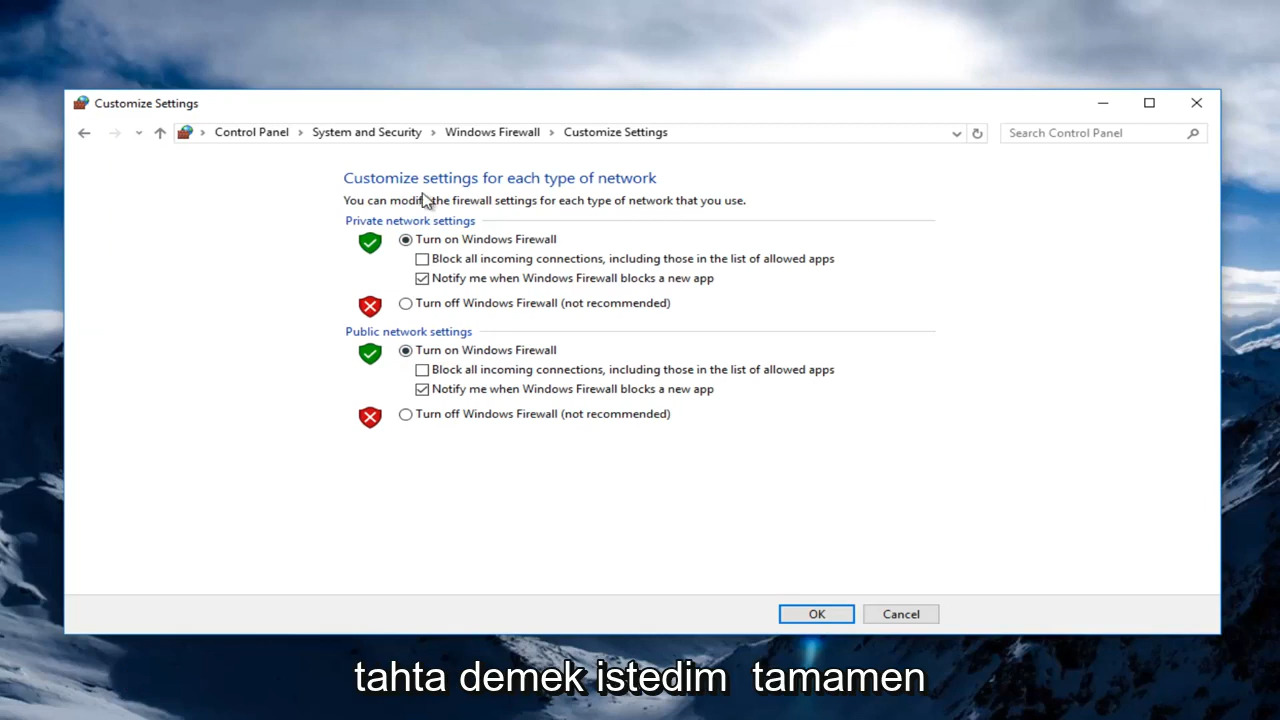 Customize Settings
Control Panel > System and Security > Windows Firewall > Customize Settings
Search Control Panel
Customize settings for each type of network
You can modify the firewall settings for each type of network that you use.
Private network settings
Turn on Windows Firewall
Block all incoming connections, including those in the list of allowed apps
Notify me when Windows Firewall blocks a new app
Turn off Windows Firewall (not recommended)
Public network settings
Turn on Windows Firewall
Block all incoming connections, including those in the list of allowed apps
Notify me when Windows Firewall blocks a new app
Turn off Windows Firewall (not recommended)
OK
Cancel
tahta demek istedim tamamen